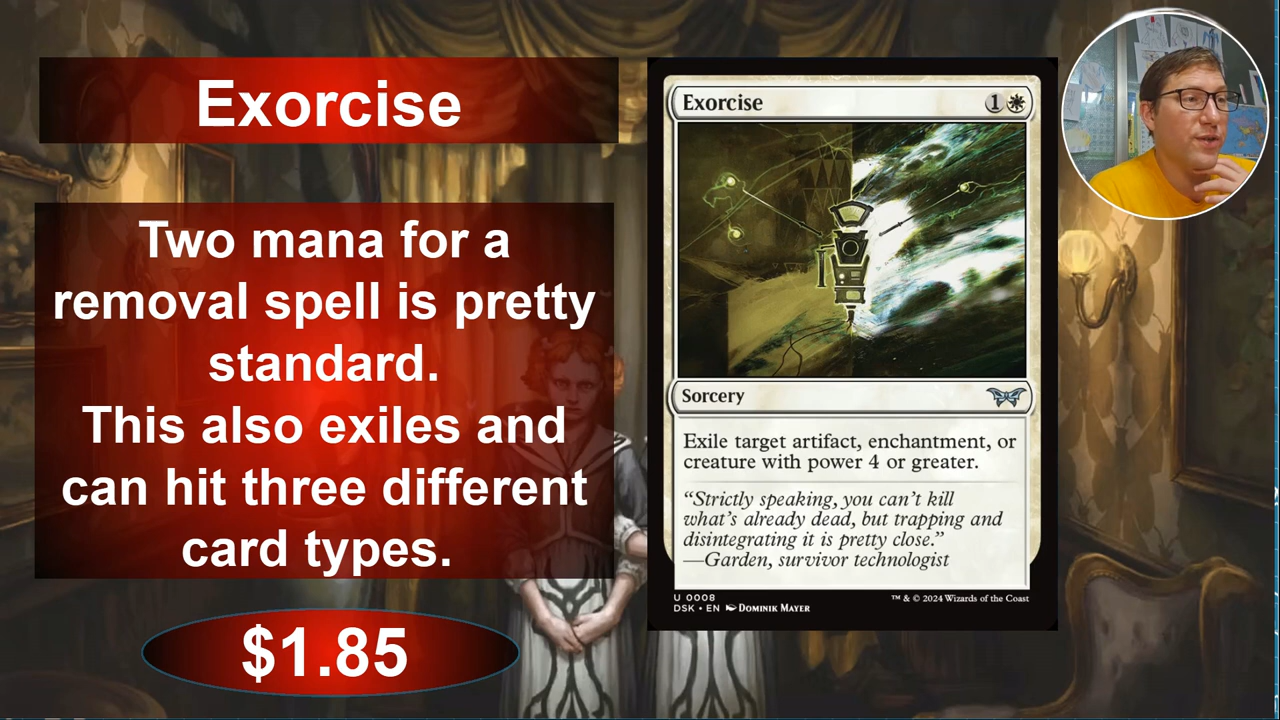 Exorcise
Two mana for a
removal spell is pretty
standard.
This also exiles and
can hit three different
card types.
$1.85
Exorcise 1
Sorcery
Exile target artifact, enchantment, or
creature with power 4 or greater.
“Strictly speaking, you can’t kill
what’s already dead, but trapping and
disintegrating it is pretty close.”
—Garden, survivor technologist
U 0008
DSK • EN DOMINIK MAYER
™ & © 2024 Wizards of the Coast